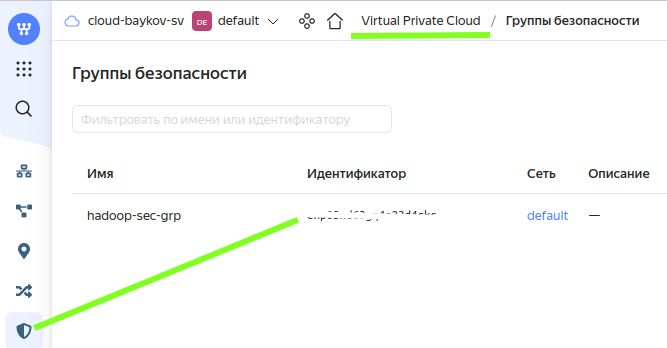 cloud-baykov-sv DE default Virtual Private Cloud / Группы безопасности
Группы безопасности
Фильтровать по имени или идентификатору
Имя Идентификатор Сеть Описание
hadoop-sec-grp default —